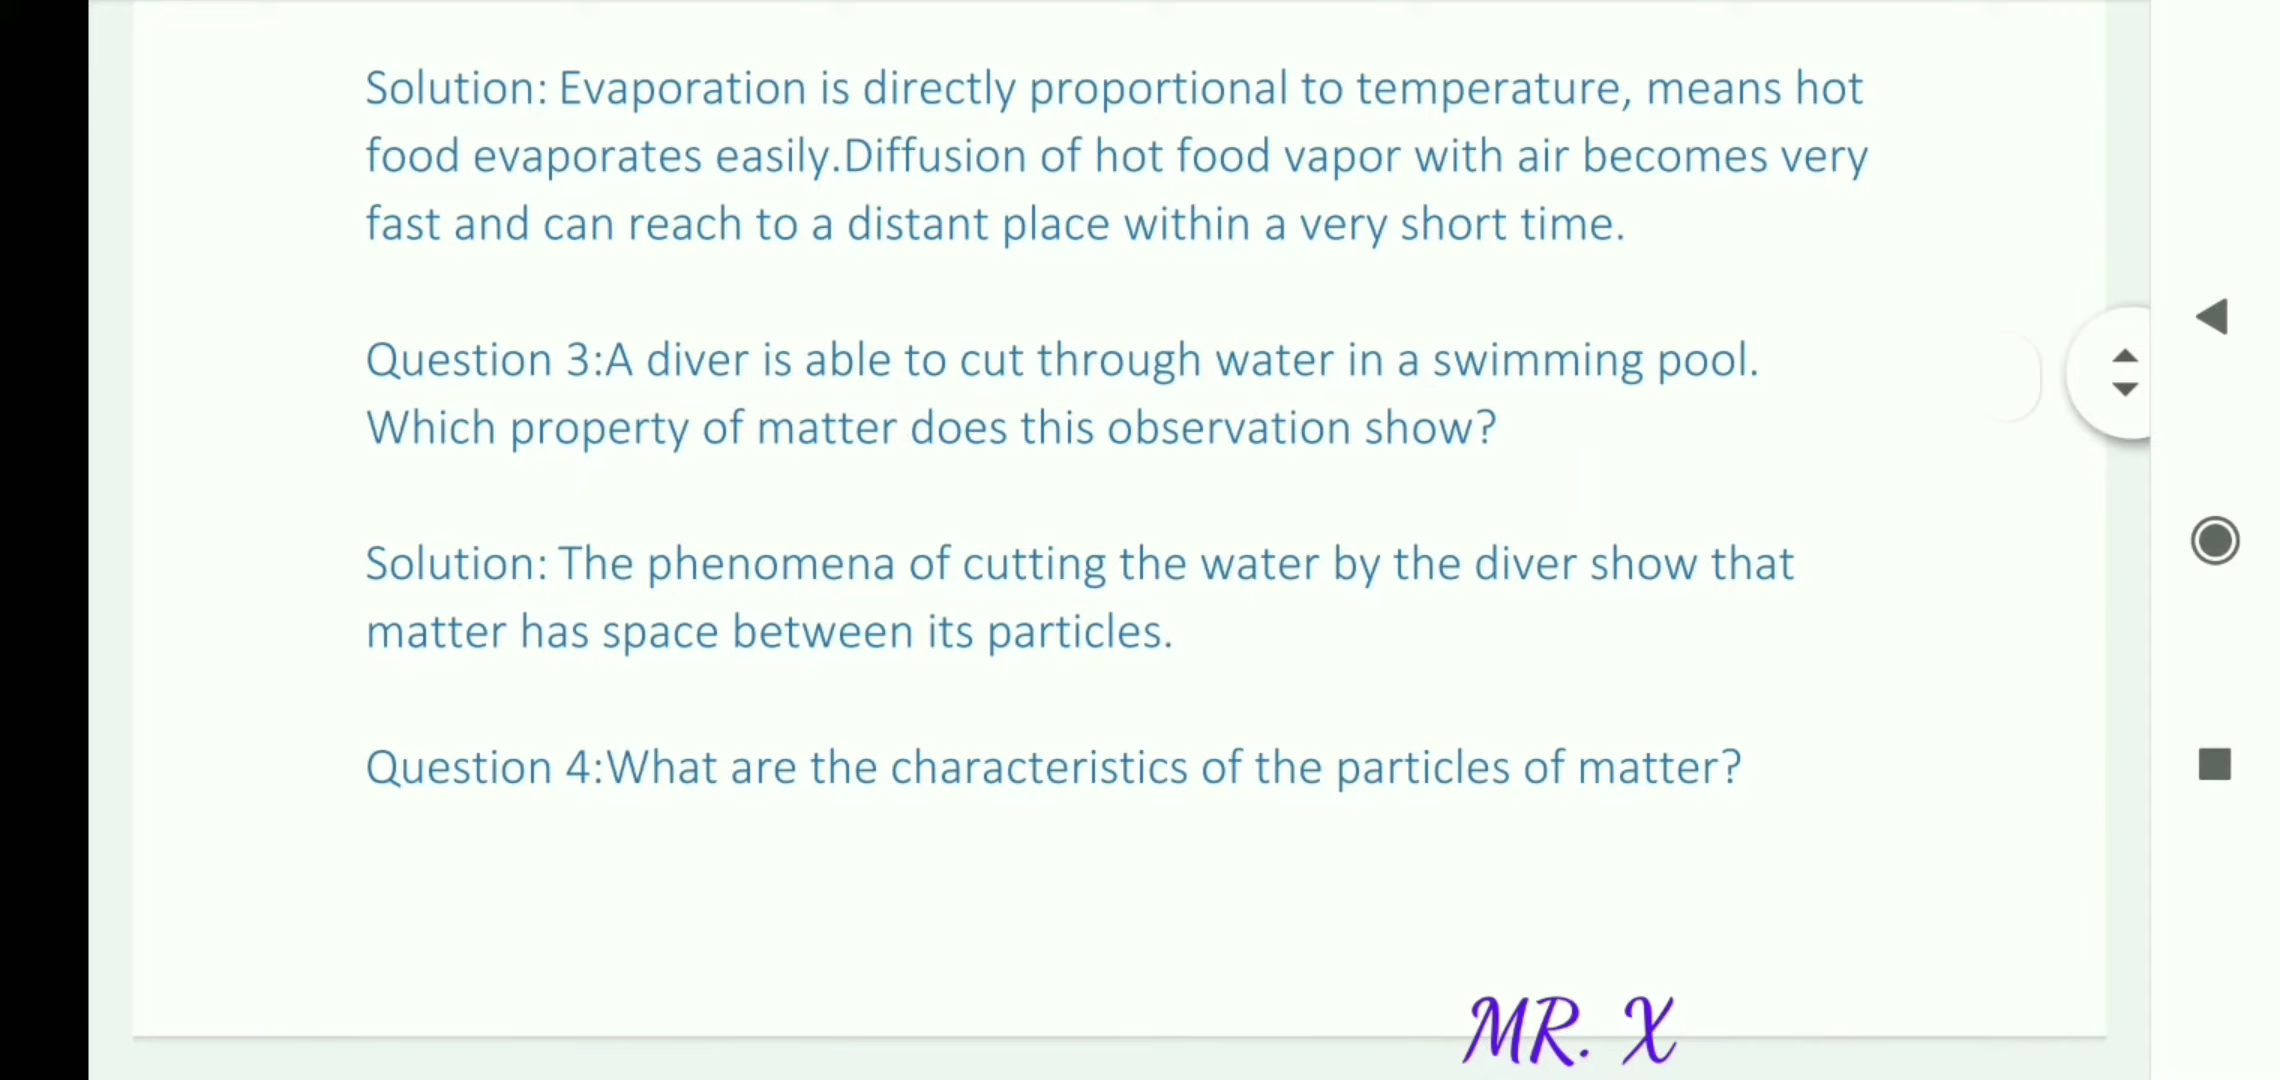 Solution: Evaporation is directly proportional to temperature, means hot
food evaporates easily.Diffusion of hot food vapor with air becomes very
fast and can reach to a distant place within a very short time.
Question 3:A diver is able to cut through water in a swimming pool.
Which property of matter does this observation show?
Solution: The phenomena of cutting the water by the diver show that
matter has space between its particles.
Question 4:What are the characteristics of the particles of matter?
MR. X